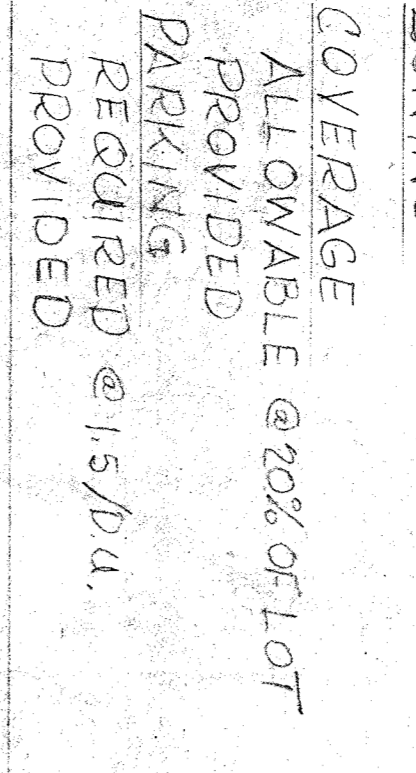 COVERAGE
ALLOWABLE @ 20% OF LOT
PROVIDED
PARKING
REQUIRED @ 1.5/D.U.
PROVIDED